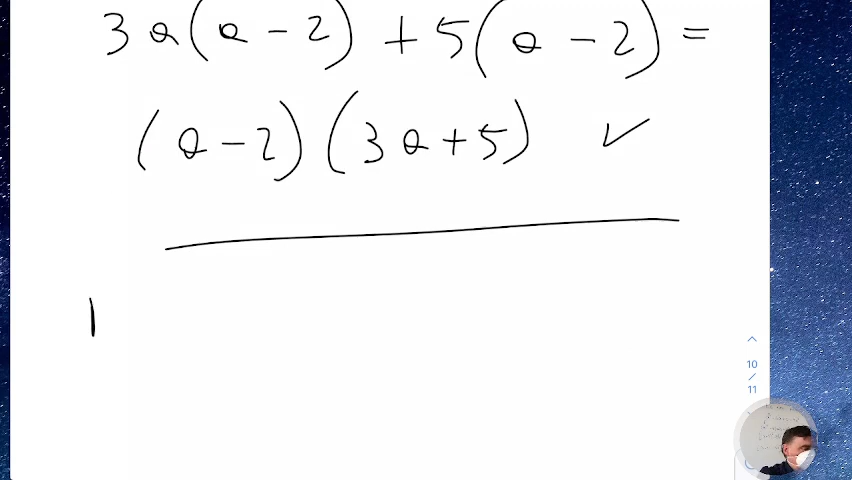 3a(a-2)+5(a-2)=
(a-2)(3a+5) ✓
1
10
/
11